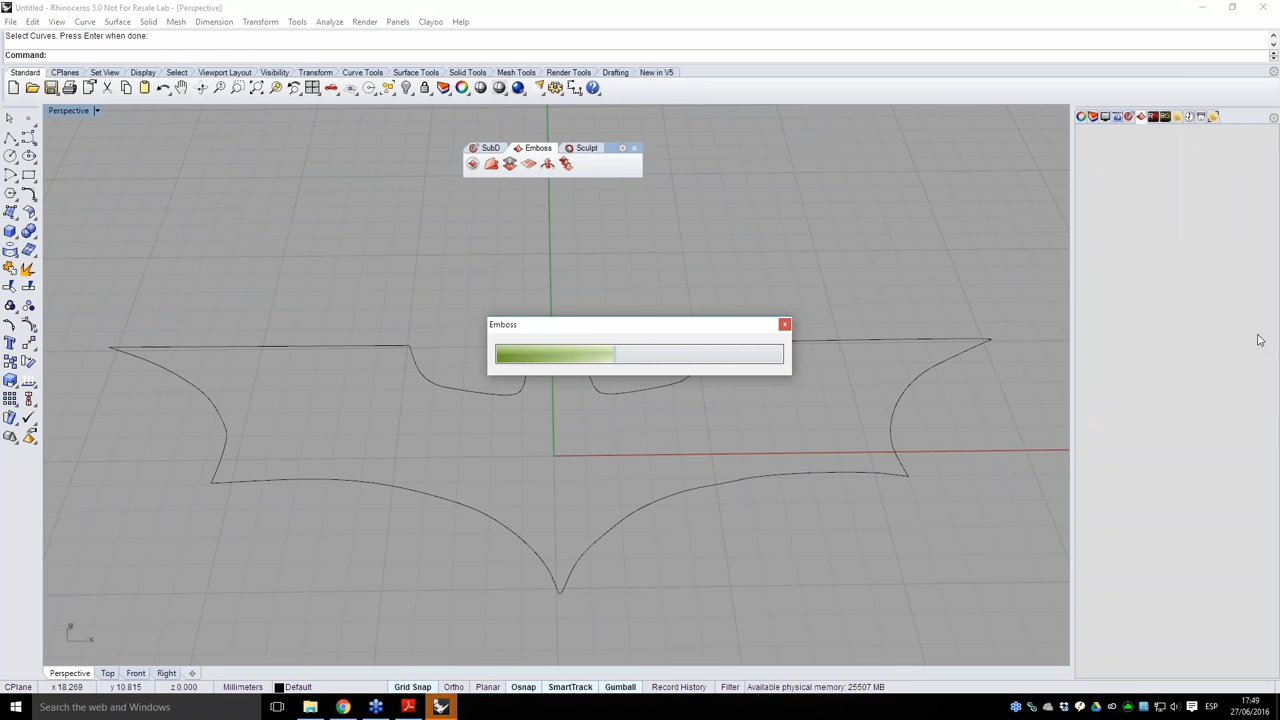 Untitled - Rhinoceros 5.0 Not For Resale Lab - [Perspective]
File Edit View Curve Surface Solid Mesh Dimension Transform Tools Analyze Render Panels Clayoo Help
Select Curves. Press Enter when done:
Command:
Standard CPlanes Set View Display Select Viewport Layout Visibility Transform Curve Tools Surface Tools Solid Tools Mesh Tools Render Tools Drafting New in V5
Perspective
SubD Emboss Sculpt
Emboss
y
x
Perspective Top Front Right
CPlane x 18.269 y 10.815 z 0.000 Millimeters Default Grid Snap Ortho Planar Osnap SmartTrack Gumball Record History Filter Available physical memory: 25507 MB
Search the web and Windows
ESP
17:49
27/06/2016